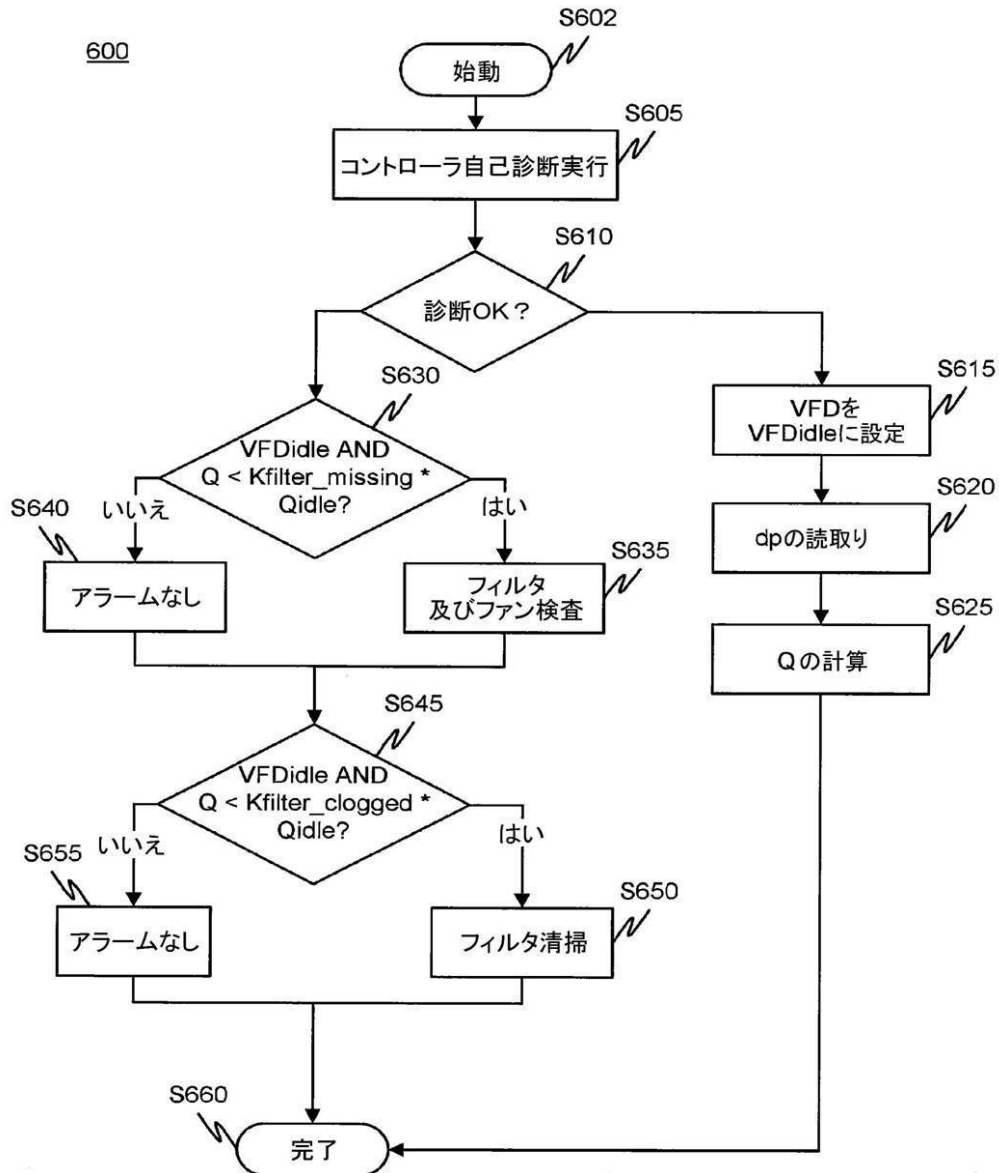 600
S602
始動
S605
コントローラ自己診断実行
S610
診断OK？
S615
VFDを
VFDidleに設定
S620
dpの読取り
S625
Qの計算
S630
VFDidle AND
Q < Kfilter_missing *
Qidle?
いいえ
はい
S640
アラームなし
S635
フィルタ
及びファン検査
S645
VFDidle AND
Q < Kfilter_clogged *
Qidle?
いいえ
はい
S655
アラームなし
S650
フィルタ清掃
S660
完了